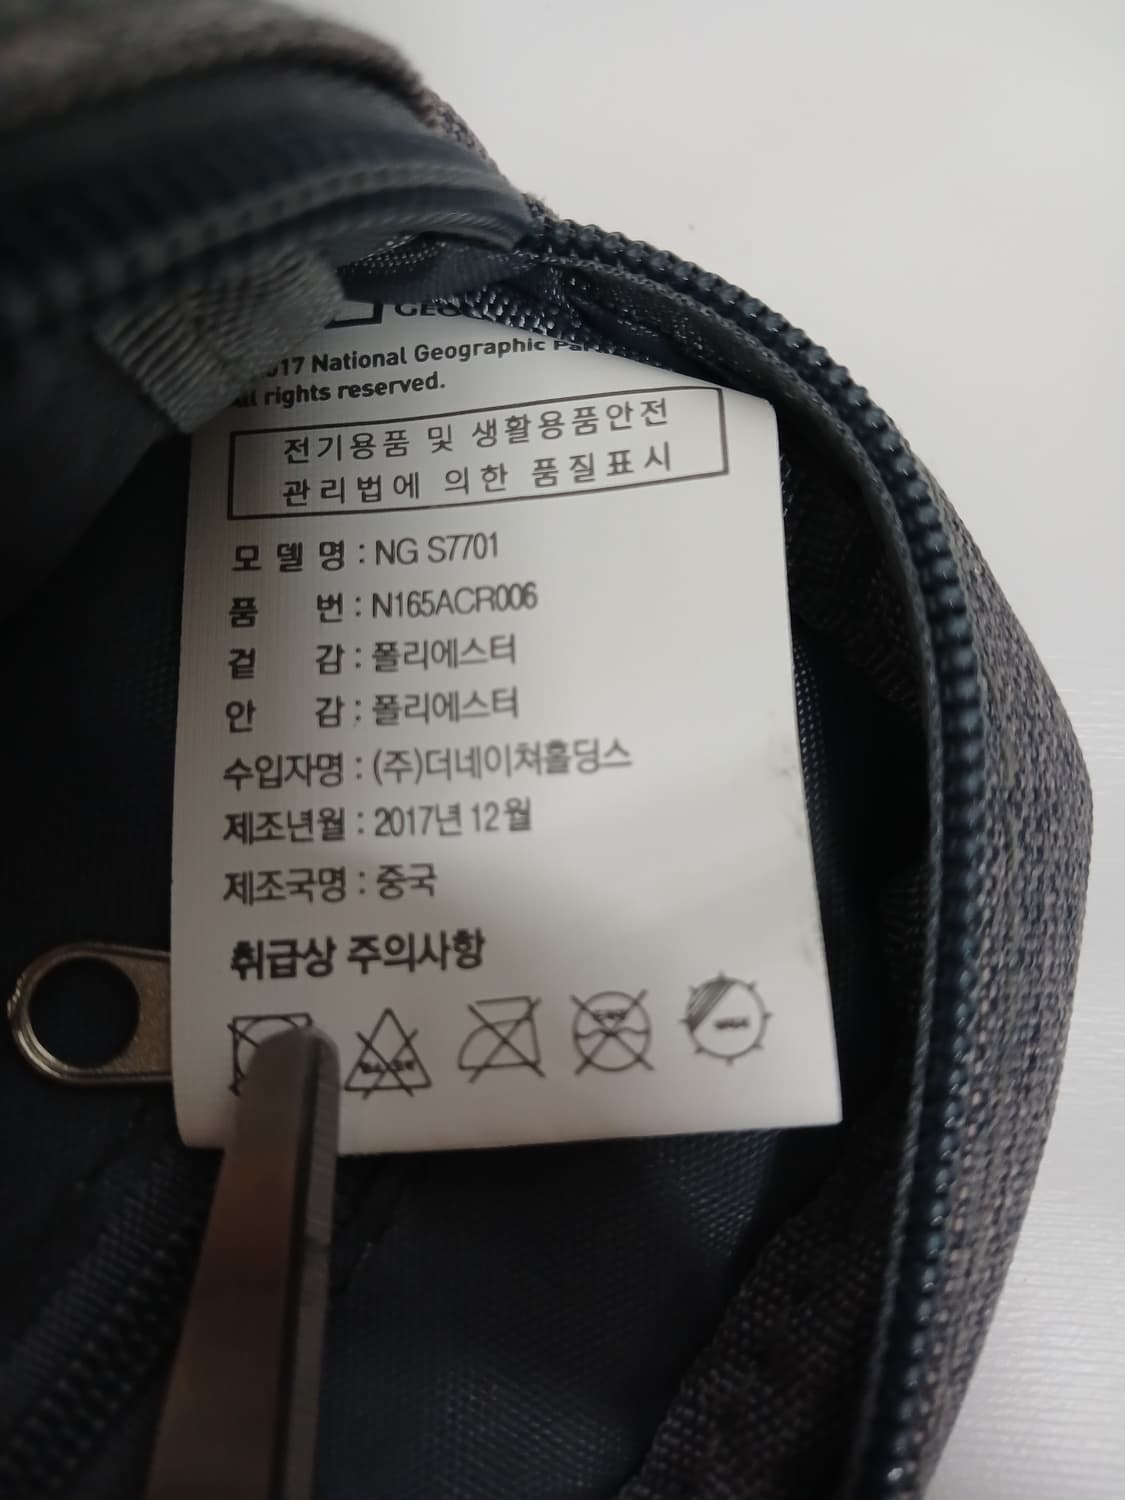 GEO
2017 National Geographic Par
All rights reserved.
전기용품 및 생활용품안전
관리법에 의한 품질표시
모델명 : NG S7701
품번 : N165ACR006
겉감 : 폴리에스터
안감 : 폴리에스터
수입자명 : (주)더네이쳐홀딩스
제조년월 : 2017년 12월
제조국명 : 중국
취급상 주의사항